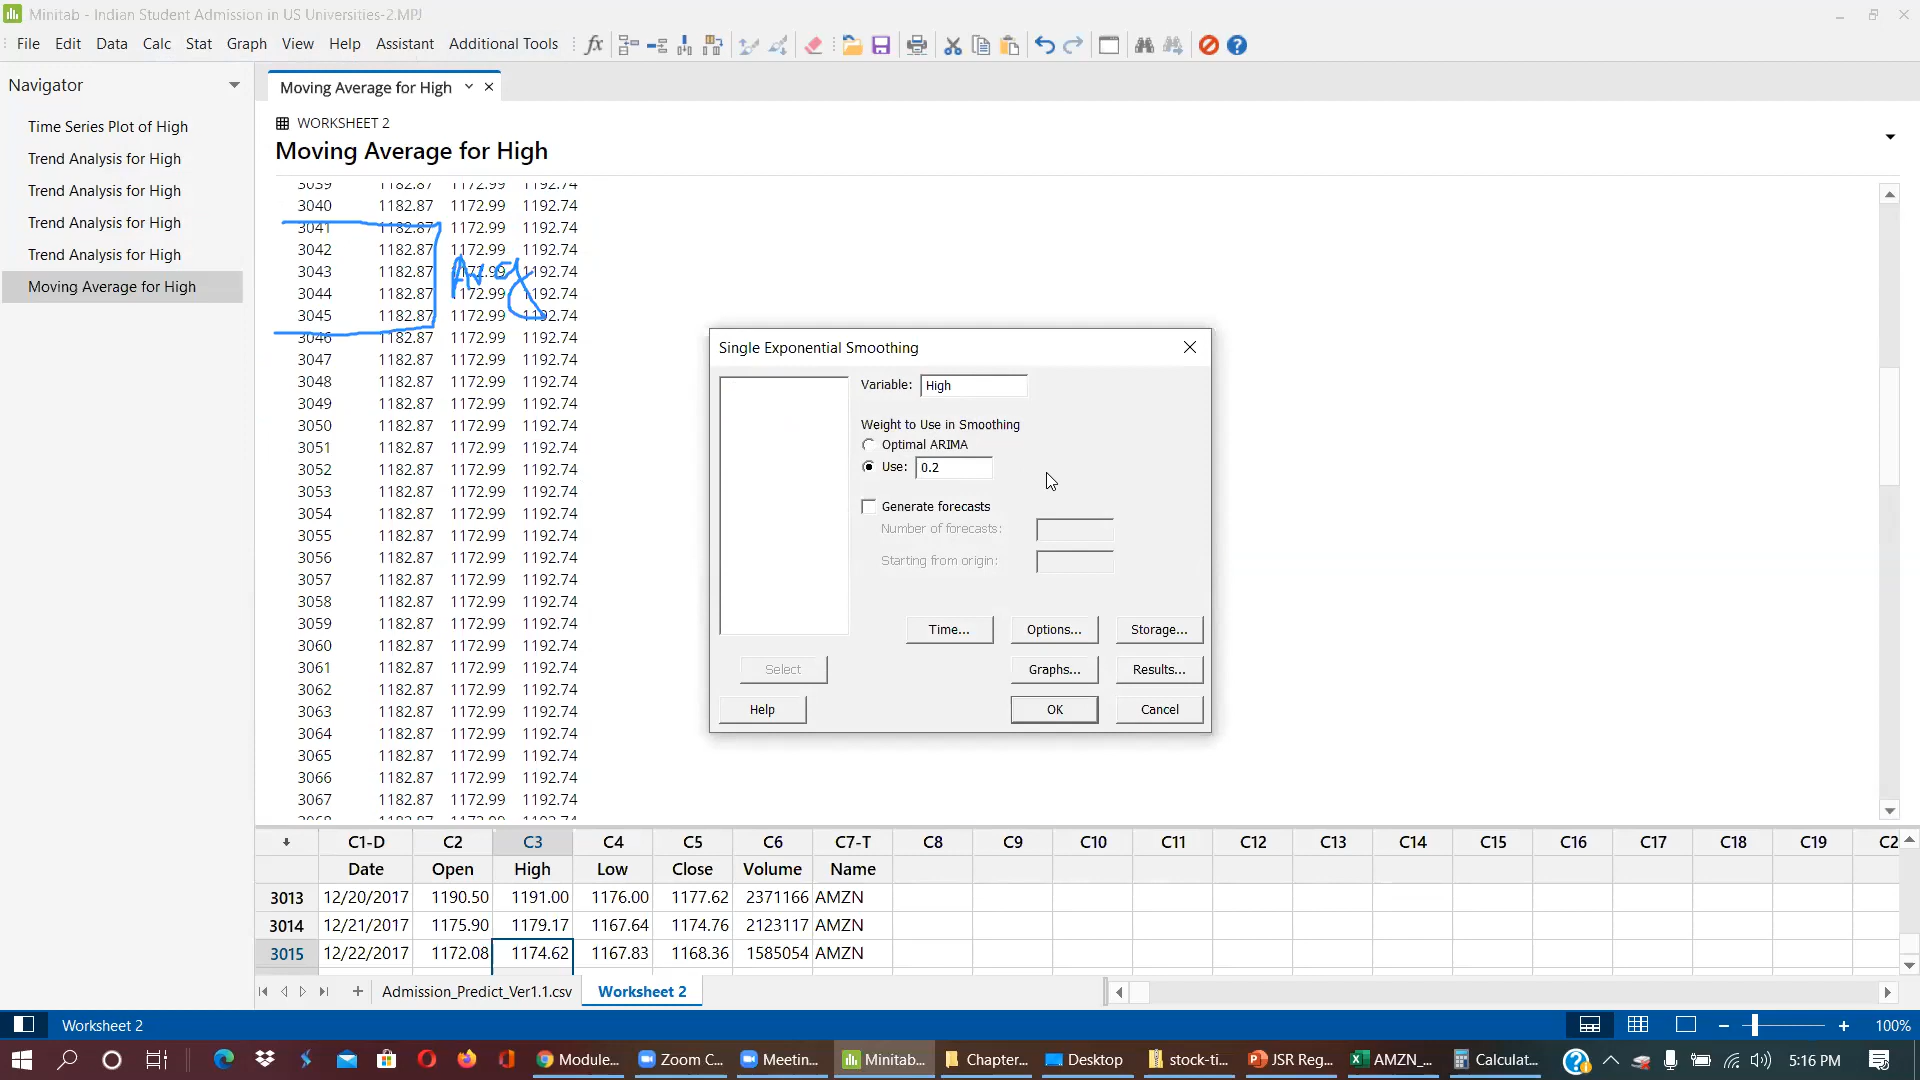 Minitab - Indian Student Admission in US Universities-2.MPJ
File Edit Data Calc Stat Graph View Help Assistant Additional Tools
Navigator
Time Series Plot of High
Trend Analysis for High
Trend Analysis for High
Trend Analysis for High
Trend Analysis for High
Moving Average for High
Moving Average for High
WORKSHEET 2
Moving Average for High
3039 1182.87 1172.99 1192.74
3040 1182.87 1172.99 1192.74
3041 1182.87 1172.99 1192.74
3042 1182.87 1172.99 1192.74
3043 1182.87 1172.99 1192.74
3044 1182.87 1172.99 1192.74
3045 1182.87 1172.99 1192.74
3046 1182.87 1172.99 1192.74
3047 1182.87 1172.99 1192.74
3048 1182.87 1172.99 1192.74
3049 1182.87 1172.99 1192.74
3050 1182.87 1172.99 1192.74
3051 1182.87 1172.99 1192.74
3052 1182.87 1172.99 1192.74
3053 1182.87 1172.99 1192.74
3054 1182.87 1172.99 1192.74
3055 1182.87 1172.99 1192.74
3056 1182.87 1172.99 1192.74
3057 1182.87 1172.99 1192.74
3058 1182.87 1172.99 1192.74
3059 1182.87 1172.99 1192.74
3060 1182.87 1172.99 1192.74
3061 1182.87 1172.99 1192.74
3062 1182.87 1172.99 1192.74
3063 1182.87 1172.99 1192.74
3064 1182.87 1172.99 1192.74
3065 1182.87 1172.99 1192.74
3066 1182.87 1172.99 1192.74
3067 1182.87 1172.99 1192.74
Single Exponential Smoothing
Variable: High
Weight to Use in Smoothing
Optimal ARIMA
Use: 0.2
Generate forecasts
Number of forecasts:
Starting from origin:
Time... Options... Storage...
Select Graphs... Results...
Help OK Cancel
C1-D C2 C3 C4 C5 C6 C7-T C8 C9 C10 C11 C12 C13 C14 C15 C16 C17 C18 C19 C2
Date Open High Low Close Volume Name
3013 12/20/2017 1190.50 1191.00 1176.00 1177.62 2371166 AMZN
3014 12/21/2017 1175.90 1179.17 1167.64 1174.76 2123117 AMZN
3015 12/22/2017 1172.08 1174.62 1167.83 1168.36 1585054 AMZN
Admission_Predict_Ver1.1.csv Worksheet 2
Worksheet 2 100%
Module... Zoom C... Meetin... Minitab... Chapter... Desktop stock-ti... JSR Reg... AMZN_... Calculat... 5:16 PM